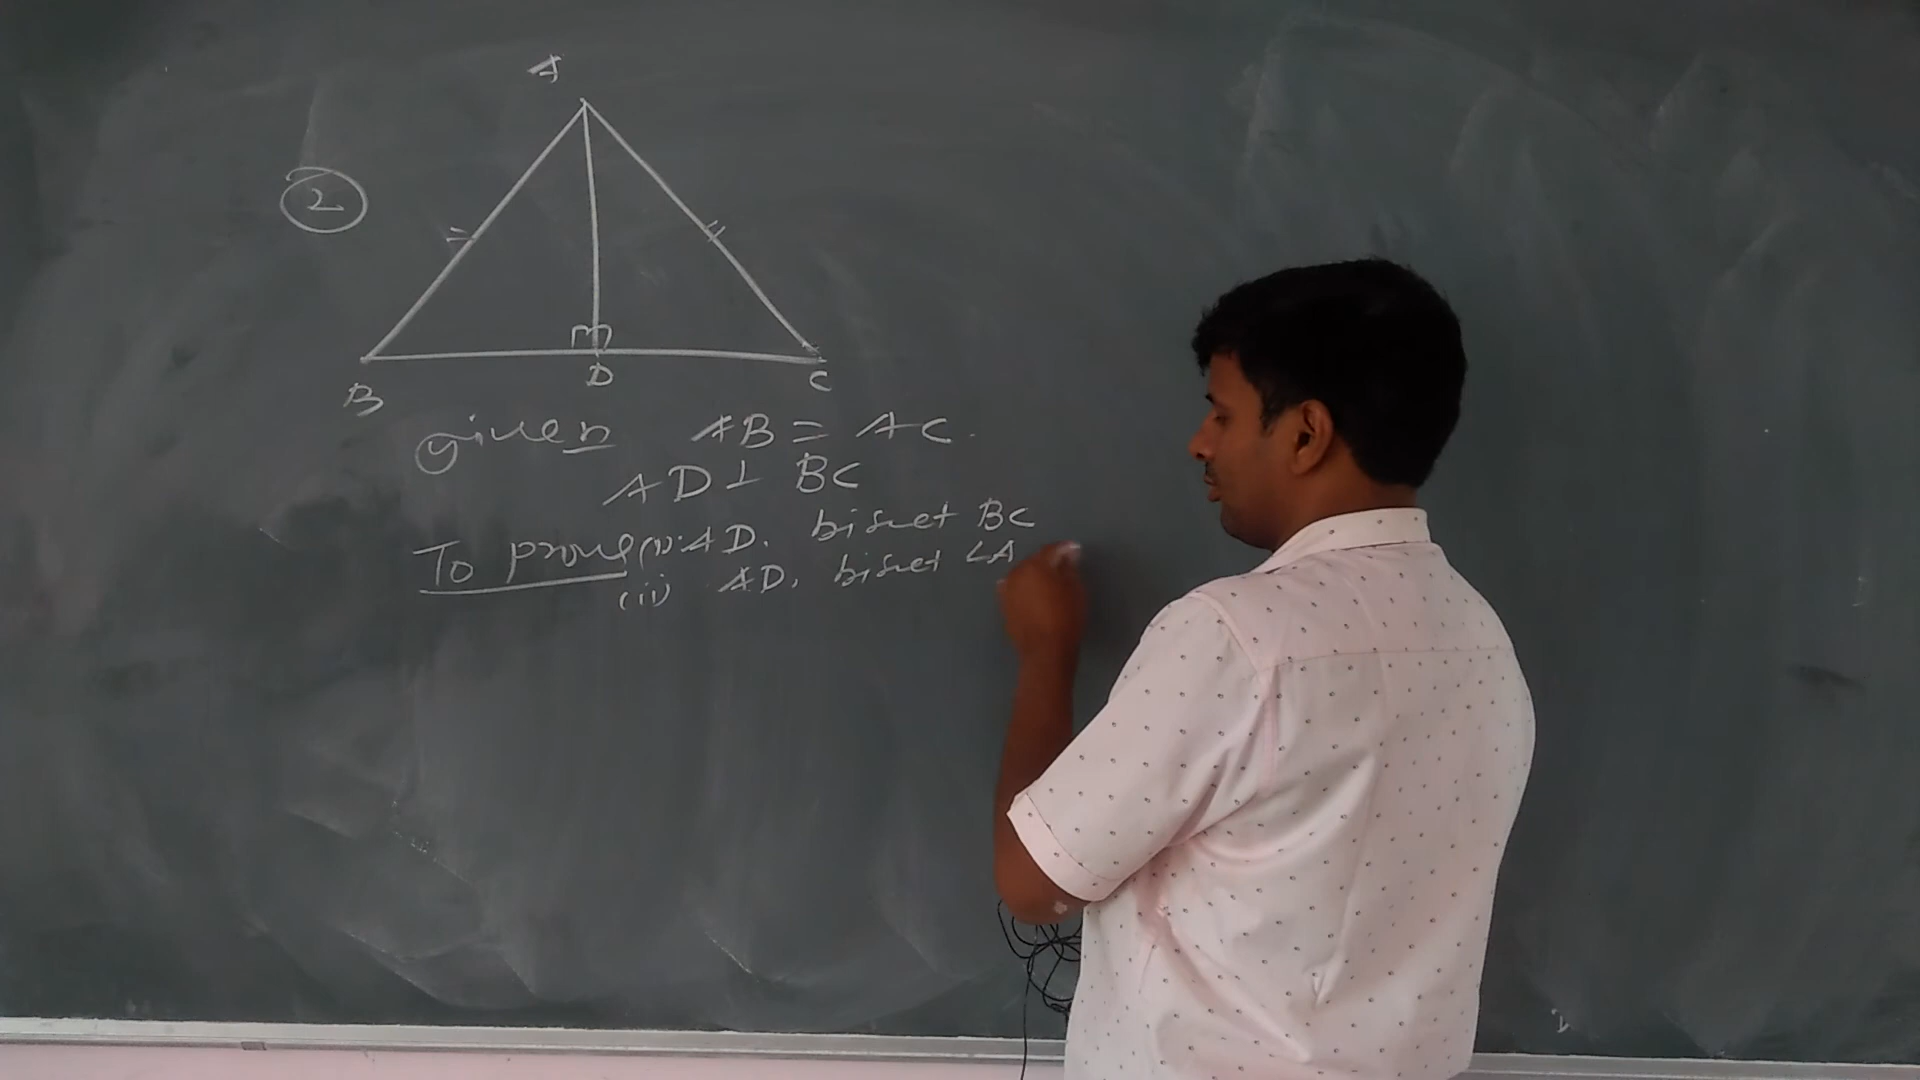 A
2
B D C
given AB = AC.
AD ⊥ BC
To prove (i). AD. bisect BC
(ii) AD. bisect ∠A